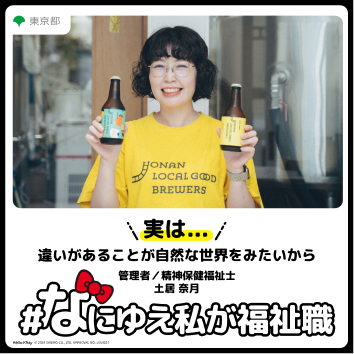 東京都
HONAN
LOCAL GOOD
BREWERS
実は...
違いがあることが自然な世界をみたいから
管理者／精神保健福祉士
土居 奈月
#なにゆえ私が福祉職